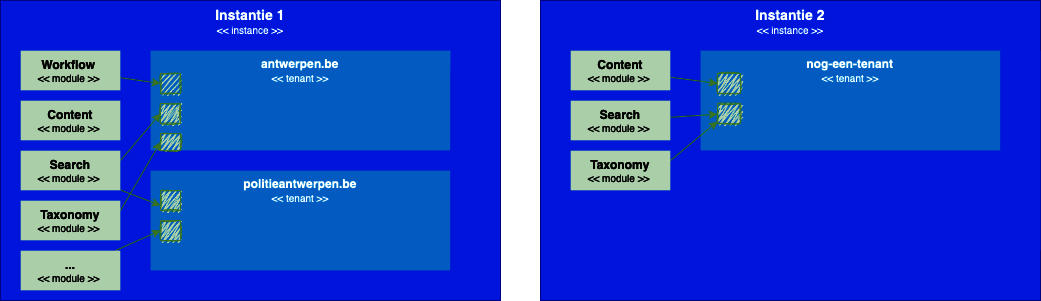 Instantie 1
<< instance >>
Workflow
<< module >>
Content
<< module >>
Search
<< module >>
Taxonomy
<< module >>
...
<< module >>
antwerpen.be
<< tenant >>
politieantwerpen.be
<< tenant >>
Instantie 2
<< instance >>
Content
<< module >>
Search
<< module >>
Taxonomy
<< module >>
nog-een-tenant
<< tenant >>